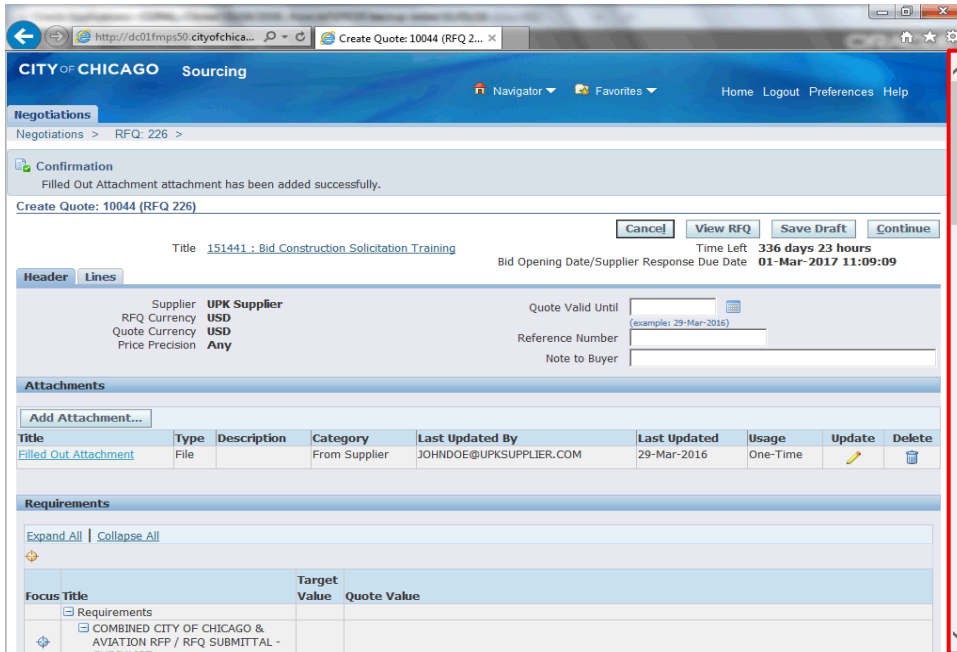 http://dc01fmps50.cityofchica...
Create Quote: 10044 (RFQ 2...
CITY OF CHICAGO Sourcing
Navigator Favorites Home Logout Preferences Help
Negotiations
Negotiations > RFQ: 226 >
Confirmation
Filled Out Attachment attachment has been added successfully.
Create Quote: 10044 (RFQ 226)
Cancel View RFQ Save Draft Continue
Title 151441 : Bid Construction Solicitation Training Time Left 336 days 23 hours
Bid Opening Date/Supplier Response Due Date 01-Mar-2017 11:09:09
Header Lines
Supplier UPK Supplier
RFQ Currency USD
Quote Currency USD
Price Precision Any
Quote Valid Until
(example: 29-Mar-2016)
Reference Number
Note to Buyer
Attachments
Add Attachment...
Title Type Description Category Last Updated By Last Updated Usage Update Delete
Filled Out Attachment File From Supplier JOHNDOE@UPKSUPPLIER.COM 29-Mar-2016 One-Time
Requirements
Expand All | Collapse All
Focus Title Target Value Quote Value
Requirements
COMBINED CITY OF CHICAGO &
AVIATION RFP / RFQ SUBMITTAL -